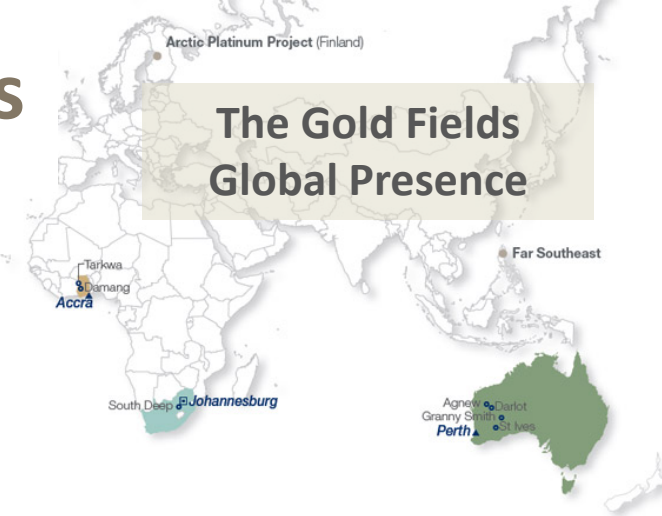 Arctic Platinum Project (Finland)
s
The Gold Fields
Global Presence
Far Southeast
Tarkwa
Damang
Accra
South Deep
Johannesburg
Agnew
Darlot
Granny Smith
St Ives
Perth